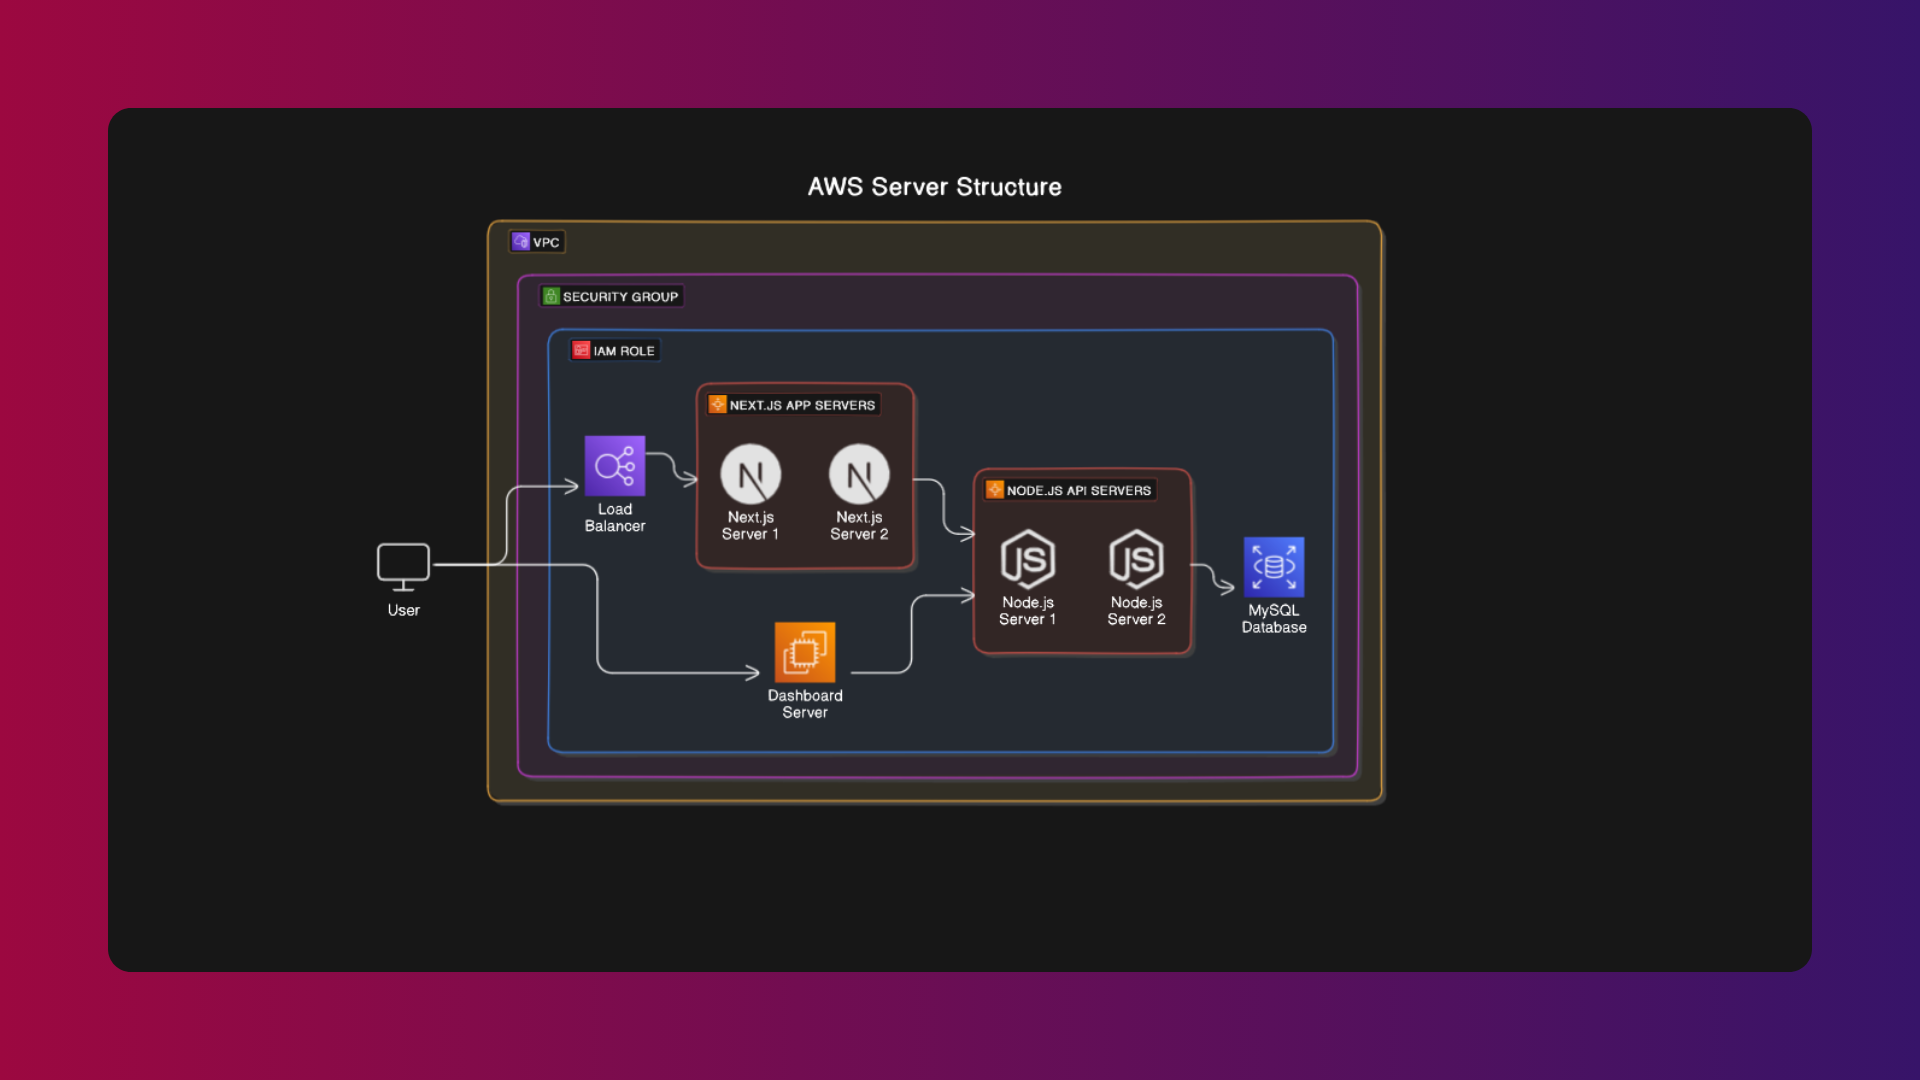 AWS Server Structure
VPC
SECURITY GROUP
IAM ROLE
NEXT.JS APP SERVERS
Load
Balancer
Next.js
Server 1
Next.js
Server 2
NODE.JS API SERVERS
Node.js
Server 1
Node.js
Server 2
User
MySQL
Database
Dashboard
Server